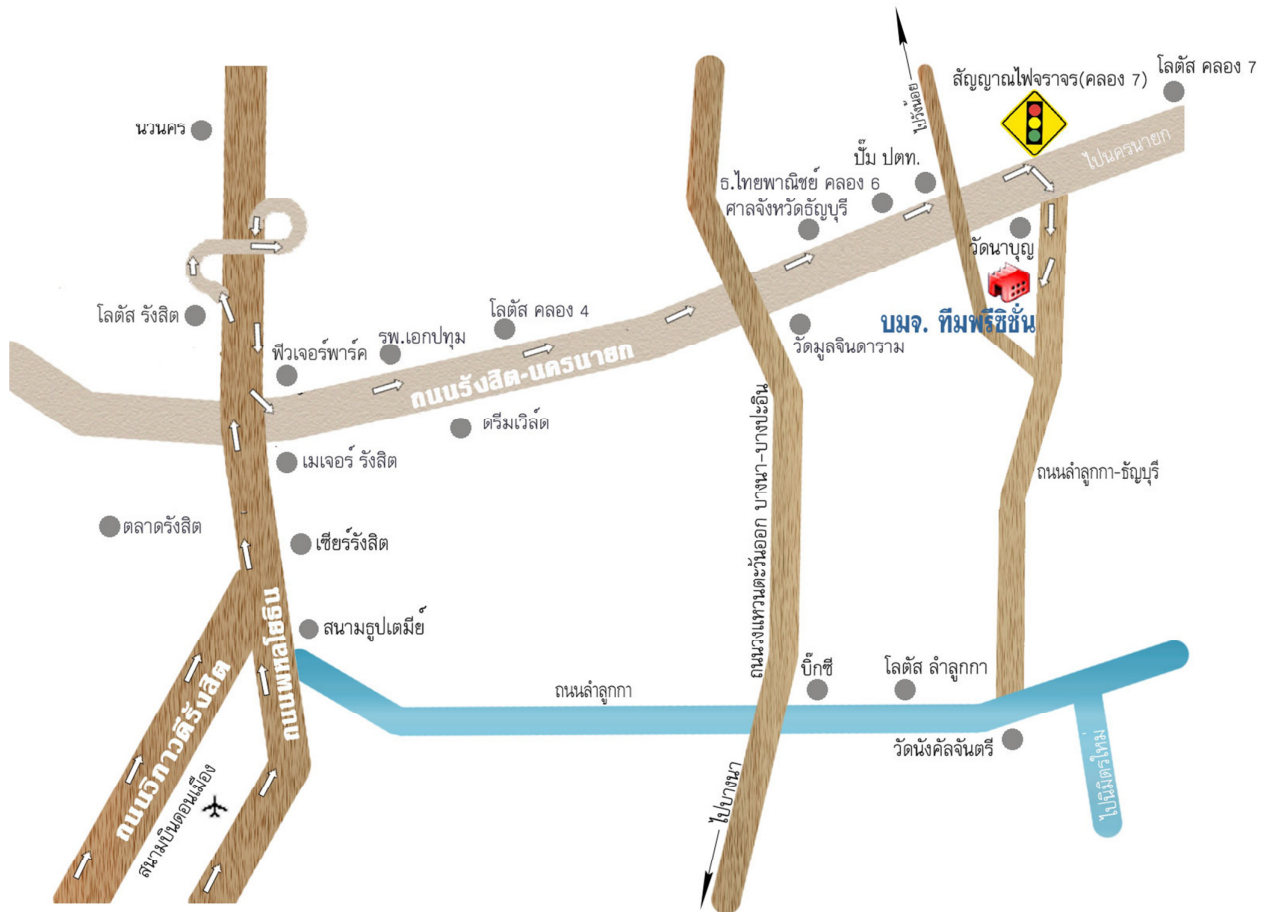 สัญญาณไฟจราจร(คลอง 7)
โลตัส คลอง 7
นวนคร
ไปวังน้อย
ไปนครนายก
ปั๊ม ปตท.
ธ.ไทยพาณิชย์ คลอง 6
ศาลจังหวัดธัญบุรี
วัดนาบุญ
บมจ. ทีมพรีซิชั่น
โลตัส รังสิต
โลตัส คลอง 4
รพ.เอกปทุม
ฟิวเจอร์พาร์ค
วัดมูลจินดาราม
ถนนรังสิต-นครนายก
ดรีมเวิล์ด
เมเจอร์ รังสิต
ถนนลำลูกกา-ธัญบุรี
ตลาดรังสิต
เซียร์รังสิต
ถนนวงแหวนตะวันออก บางนา-บางปะอิน
สนามธูปเตมีย์
ถนนพหลโยธิน
ถนนวิภาวดีรังสิต
ถนนลำลูกกา
บิ๊กซี
โลตัส ลำลูกกา
วัดนังคัลจันตรี
ไปนิมิตรใหม่
สนามบินดอนเมือง
ไปบางนา